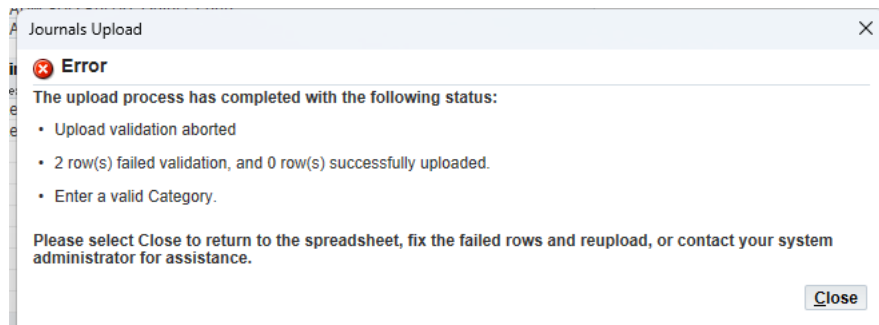 Journals Upload
Error
The upload process has completed with the following status:
• Upload validation aborted
• 2 row(s) failed validation, and 0 row(s) successfully uploaded.
• Enter a valid Category.
Please select Close to return to the spreadsheet, fix the failed rows and reupload, or contact your system
administrator for assistance.
Close